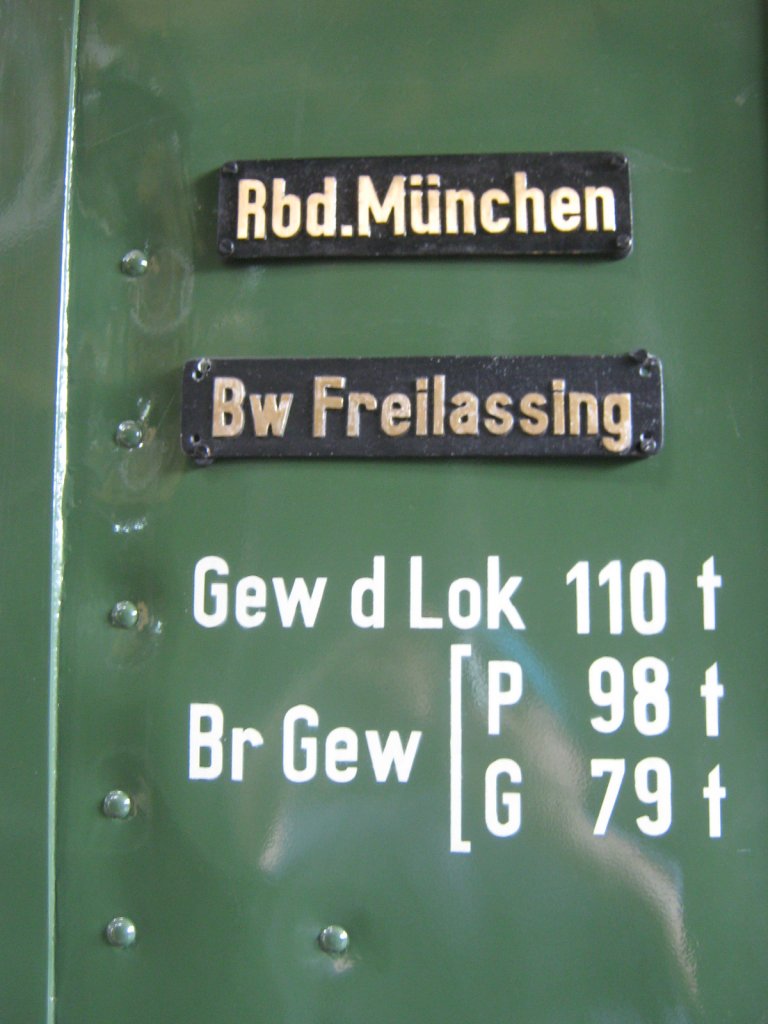 Rbd.München
Bw Freilassing
Gew d Lok 110 t
Br Gew [ P 98 t
G 79 t